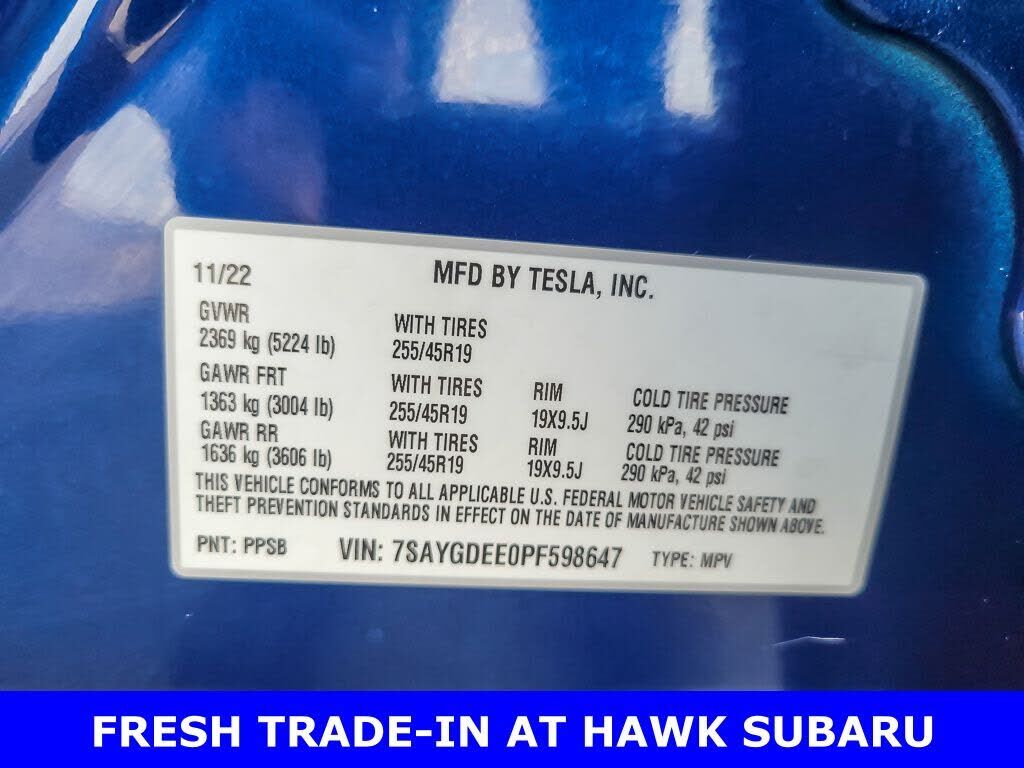 11/22 MFD BY TESLA, INC.
GVWR WITH TIRES
2369 kg (5224 lb) 255/45R19
GAWR FRT WITH TIRES RIM COLD TIRE PRESSURE
1363 kg (3004 lb) 255/45R19 19X9.5J 290 kPa, 42 psi
GAWR RR WITH TIRES RIM COLD TIRE PRESSURE
1636 kg (3606 lb) 255/45R19 19X9.5J 290 kPa, 42 psi
THIS VEHICLE CONFORMS TO ALL APPLICABLE U.S. FEDERAL MOTOR VEHICLE SAFETY AND
THEFT PREVENTION STANDARDS IN EFFECT ON THE DATE OF MANUFACTURE SHOWN ABOVE.
PNT: PPSB VIN: 7SAYGDEE0PF598647 TYPE: MPV
FRESH TRADE-IN AT HAWK SUBARU